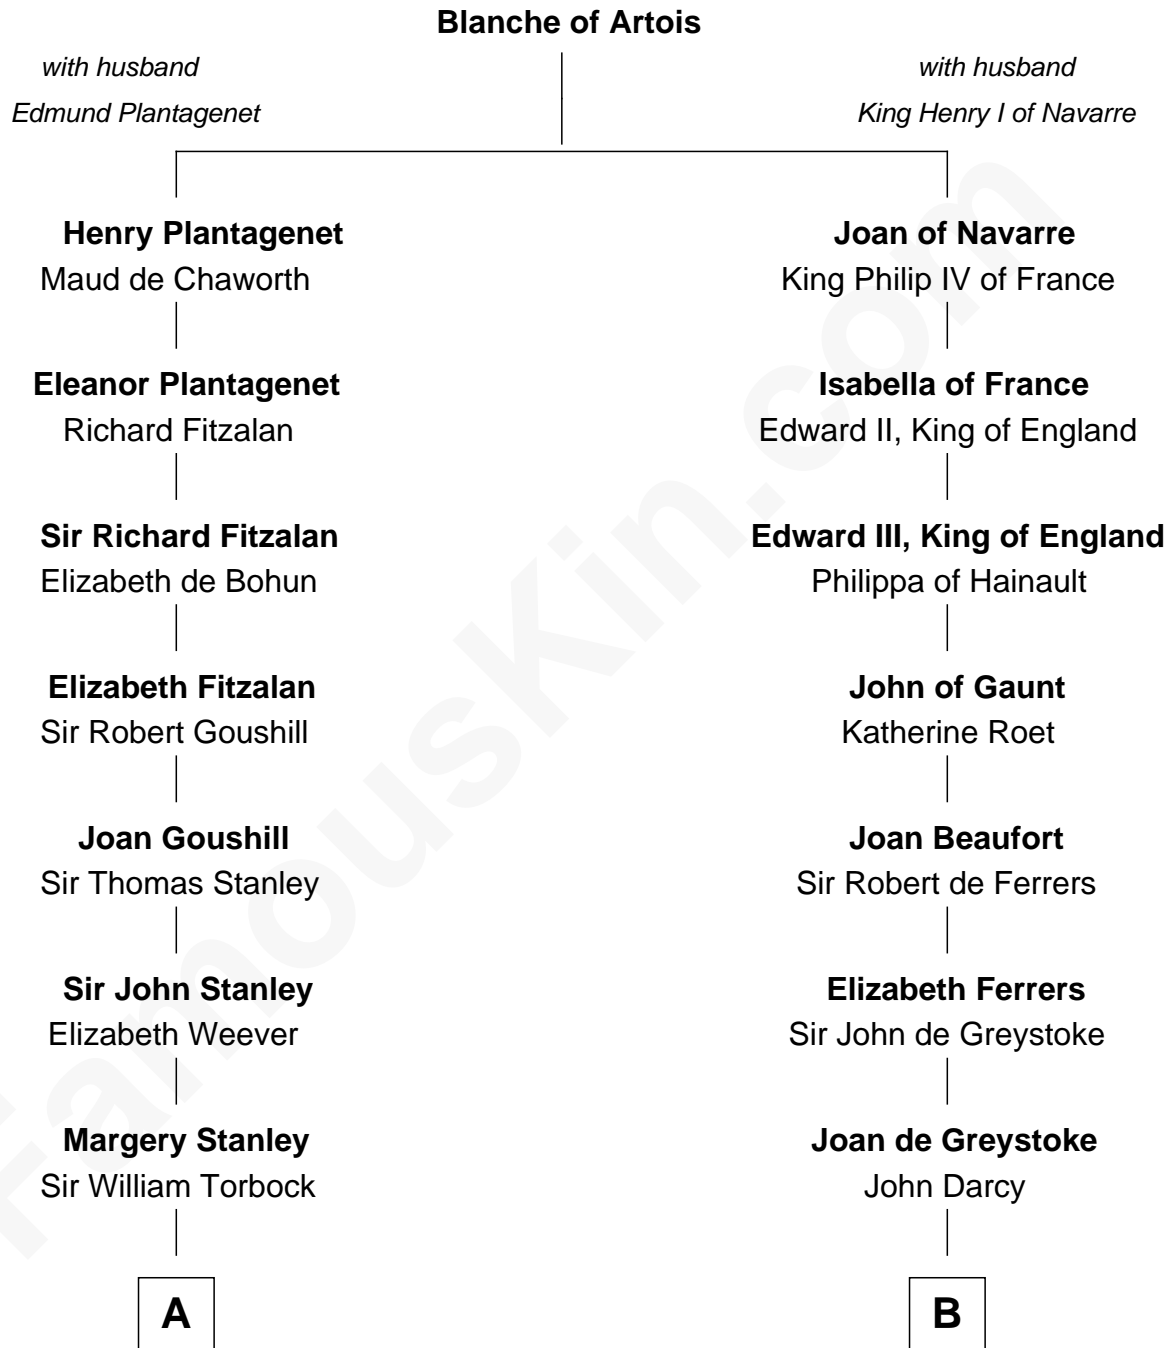 Blanche of Artois
with husband
Edmund Plantagenet
with husband
King Henry I of Navarre
Henry Plantagenet
Maud de Chaworth
Joan of Navarre
King Philip IV of France
Eleanor Plantagenet
Richard Fitzalan
Isabella of France
Edward II, King of England
Sir Richard Fitzalan
Elizabeth de Bohun
Edward III, King of England
Philippa of Hainault
Elizabeth Fitzalan
Sir Robert Goushill
John of Gaunt
Katherine Roet
Joan Goushill
Sir Thomas Stanley
Joan Beaufort
Sir Robert de Ferrers
Sir John Stanley
Elizabeth Weever
Elizabeth Ferrers
Sir John de Greystoke
Margery Stanley
Sir William Torbock
Joan de Greystoke
John Darcy
A
B
FamousKin.com